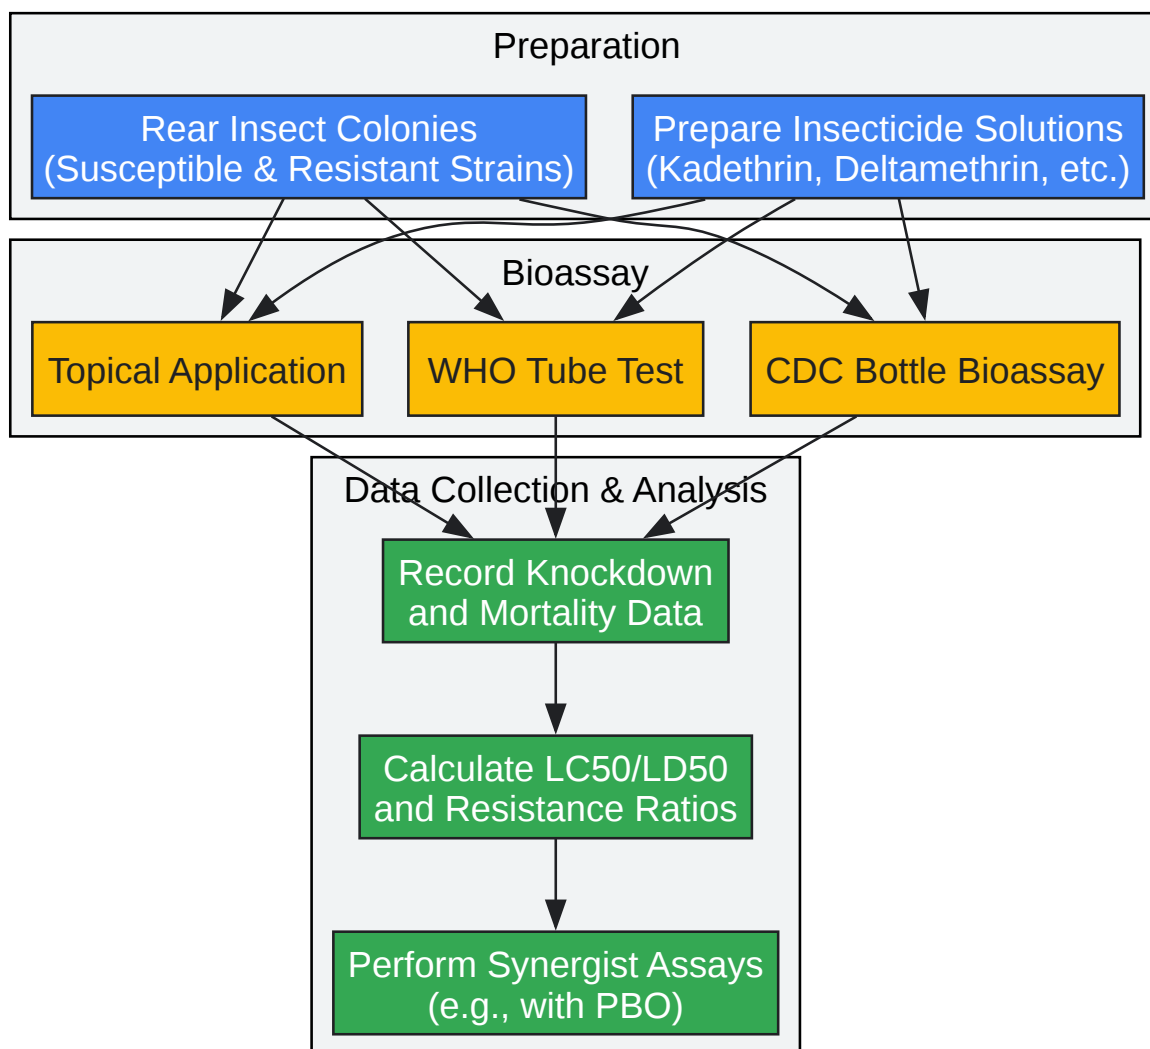 Preparation
Rear Insect Colonies
(Susceptible & Resistant Strains)
Prepare Insecticide Solutions
(Kadethrin, Deltamethrin, etc.)
Bioassay
Topical Application
WHO Tube Test
CDC Bottle Bioassay
Data Collection & Analysis
Record Knockdown
and Mortality Data
Calculate LC50/LD50
and Resistance Ratios
Perform Synergist Assays
(e.g., with PBO)